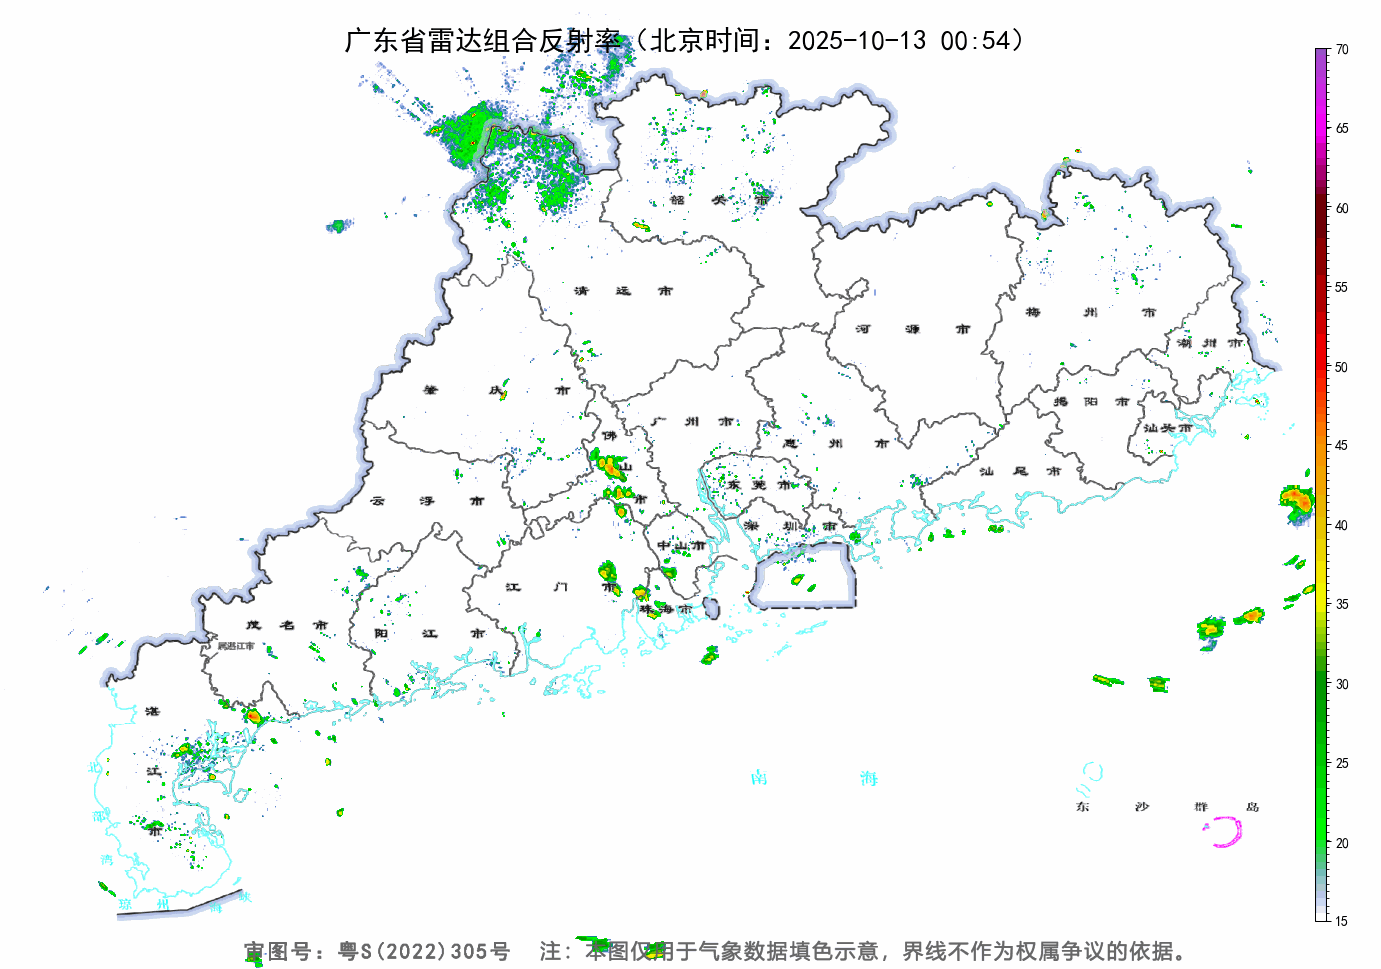 广东省雷达组合反射率（北京时间：2025-10-13 00:54）
70
65
60
55
50
45
40
35
30
25
20
15
韶关市
清远市
河源市
梅州市
潮州市
肇庆市
广州市
佛山市
惠州市
揭阳市
汕头市
汕尾市
云浮市
东莞市
深圳市
中山市
江门市
珠海市
茂名市
阳江市
属湛江市
湛江市
北部湾
琼州海峡
南海
东沙群岛
审图号：粤S(2022)305号 注：本图仅用于气象数据填色示意，界线不作为权属争议的依据。